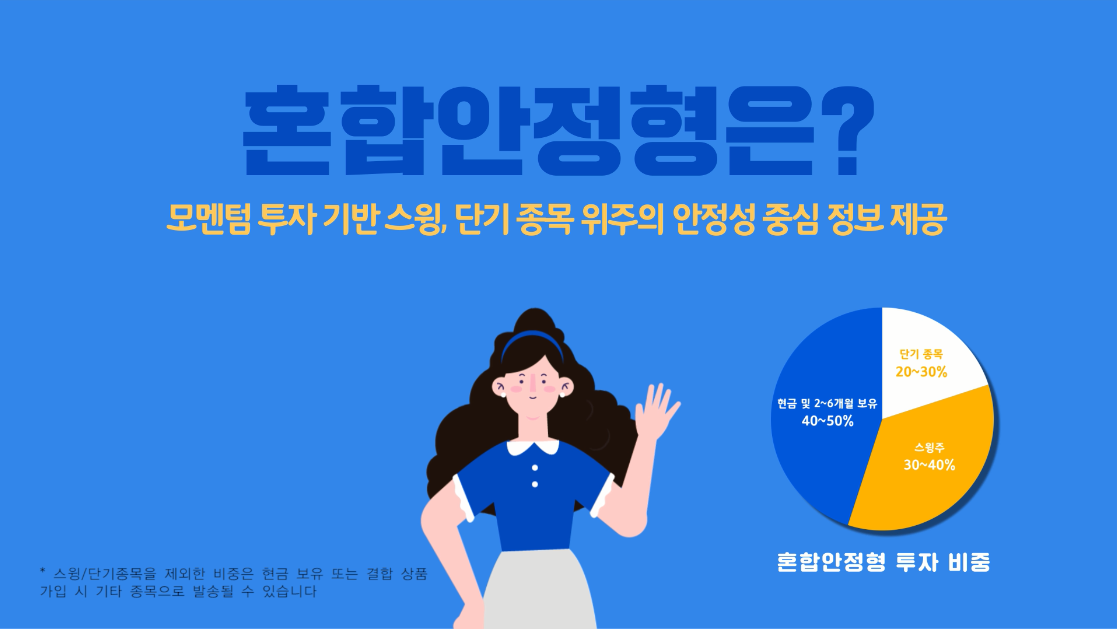 혼합안정형은?
모멘텀 투자 기반 스윙, 단기 종목 위주의 안정성 중심 정보 제공
단기 종목
20~30%
현금 및 2~6개월 보유
40~50%
스윙주
30~40%
혼합안정형 투자 비중
* 스윙/단기종목을 제외한 비중은 현금 보유 또는 결합 상품
가입 시 기타 종목으로 발송될 수 있습니다